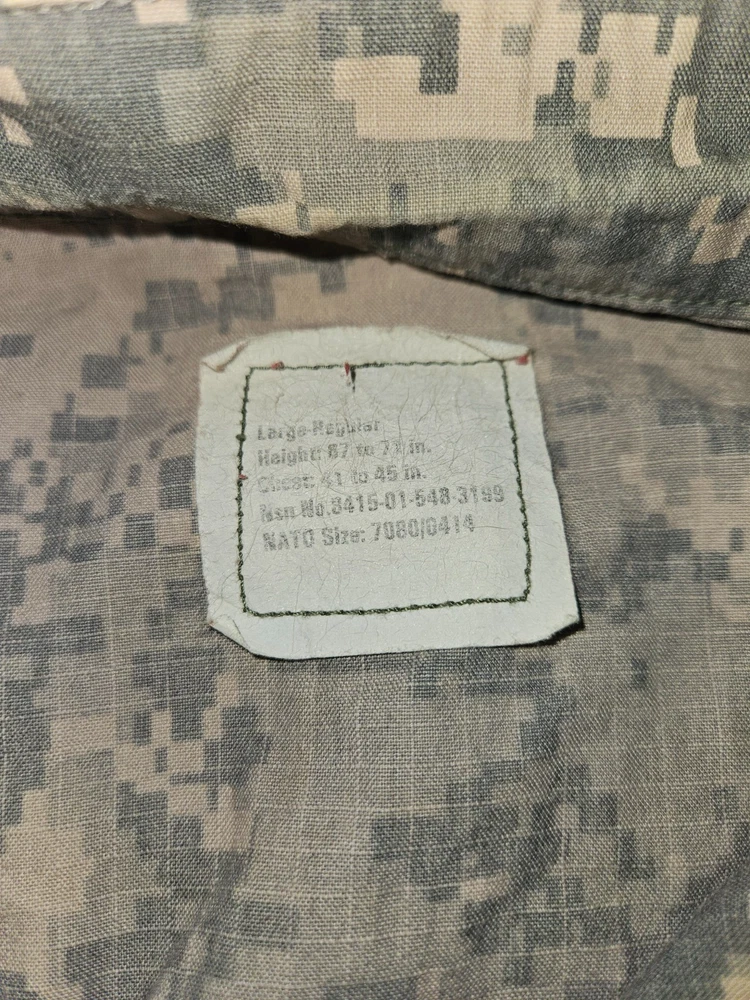 Large-Regular
Height: 67 to 71 in.
Chest: 41 to 45 in.
Nsn No.8415-01-548-3199
NATO Size: 7080/0414